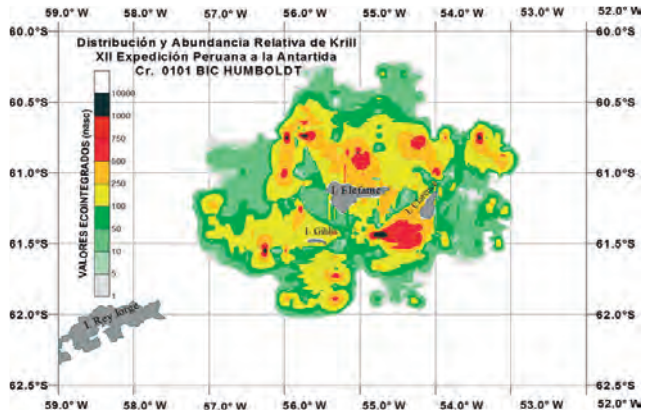 59.0°W 58.0°W 57.0°W 56.0°W 55.0°W 54.0°W 53.0°W 52.0°W
60.0°S 60.0°S
Distribución y Abundancia Relativa de Krill
XII Expedición Peruana a la Antartida
Cr. 0101 BIC HUMBOLDT
60.5°S 60.5°S
VALORES ECOINTEGRADOS (nasc)
10000
1000
750
500
250
100
50
10
5
1
61.0°S 61.0°S
I. Elefante
61.5°S 61.5°S
I. Rey Jorge
62.0°S 62.0°S
62.5°S 62.5°S
59.0°W 58.0°W 57.0°W 56.0°W 55.0°W 54.0°W 53.0°W 52.0°W